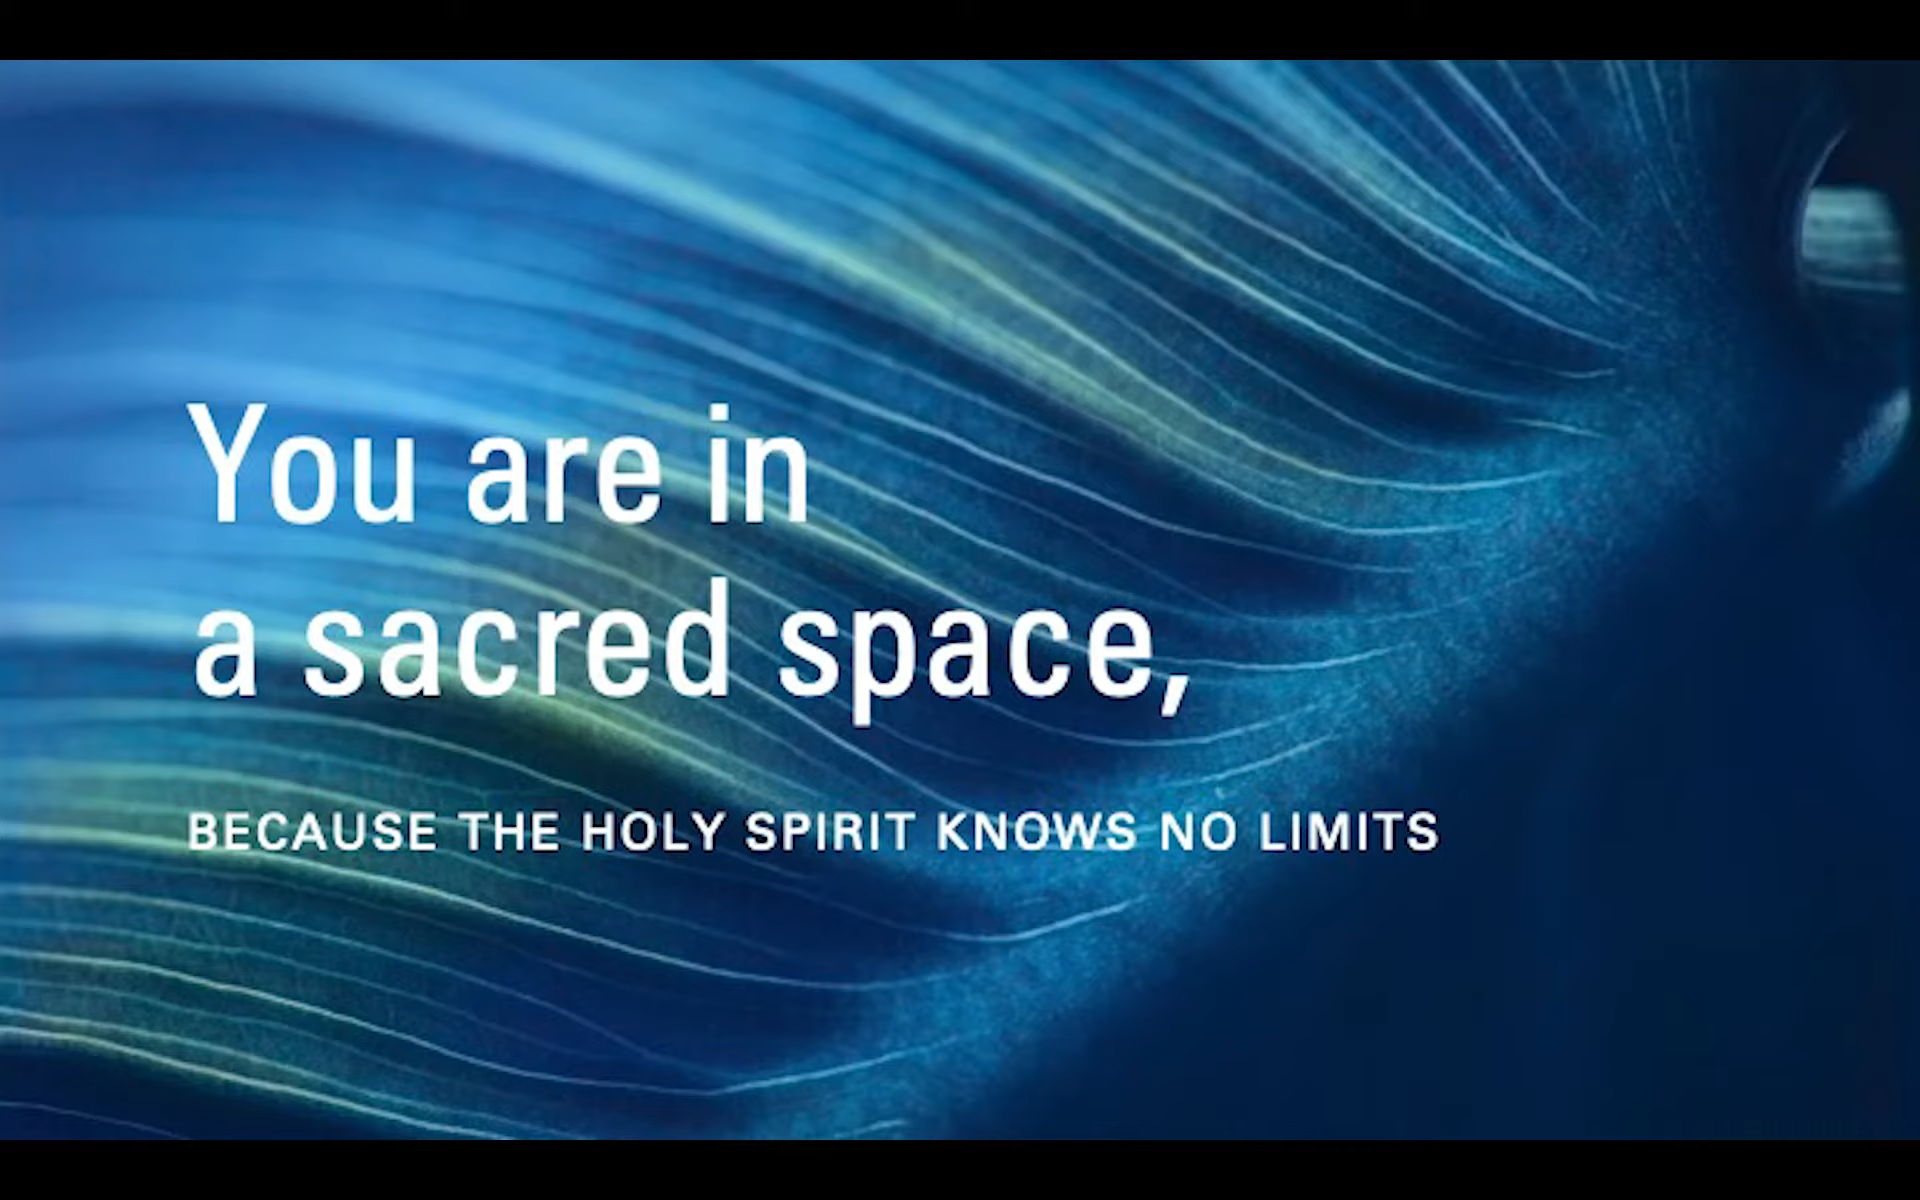 You are in
a sacred space,
BECAUSE THE HOLY SPIRIT KNOWS NO LIMITS